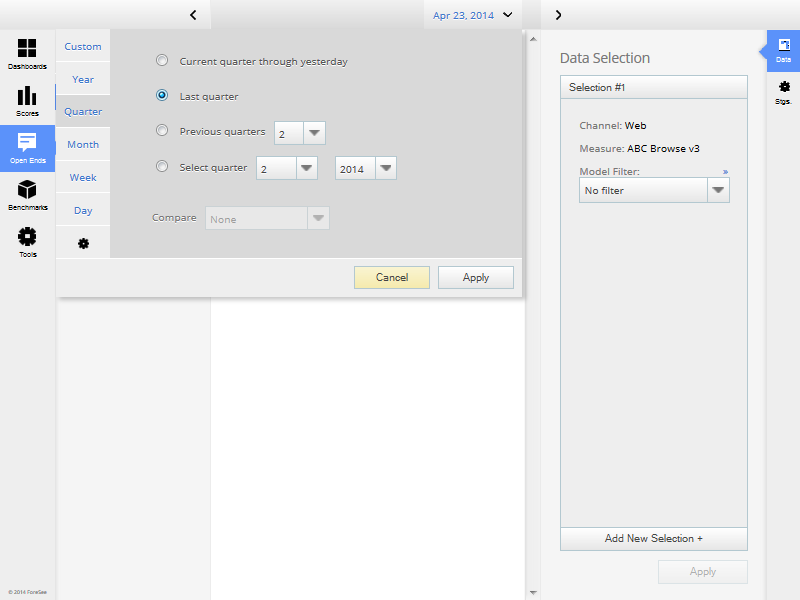 Apr 23, 2014
Dashboards
Scores
Open Ends
Benchmarks
Tools
© 2014 ForeSee
Custom
Year
Quarter
Month
Week
Day
Current quarter through yesterday
Last quarter
Previous quarters 2
Select quarter 2 2014
Compare None
Cancel Apply
Data Selection
Selection #1
Channel: Web
Measure: ABC Browse v3
Model Filter: »
No filter
Add New Selection +
Apply
Data
Stgs.